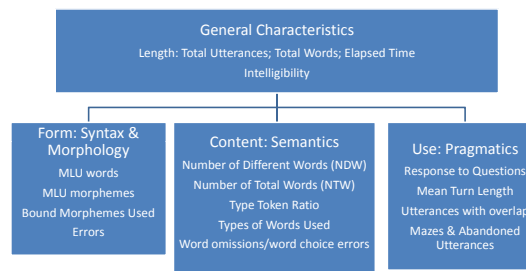 General Characteristics
Length: Total Utterances; Total Words; Elapsed Time
Intelligibility
Form: Syntax &
Morphology
MLU words
MLU morphemes
Bound Morphemes Used
Errors
Content: Semantics
Number of Different Words (NDW)
Number of Total Words (NTW)
Type Token Ratio
Types of Words Used
Word omissions/word choice errors
Use: Pragmatics
Response to Questions
Mean Turn Length
Utterances with overlap
Mazes & Abandoned
Utterances